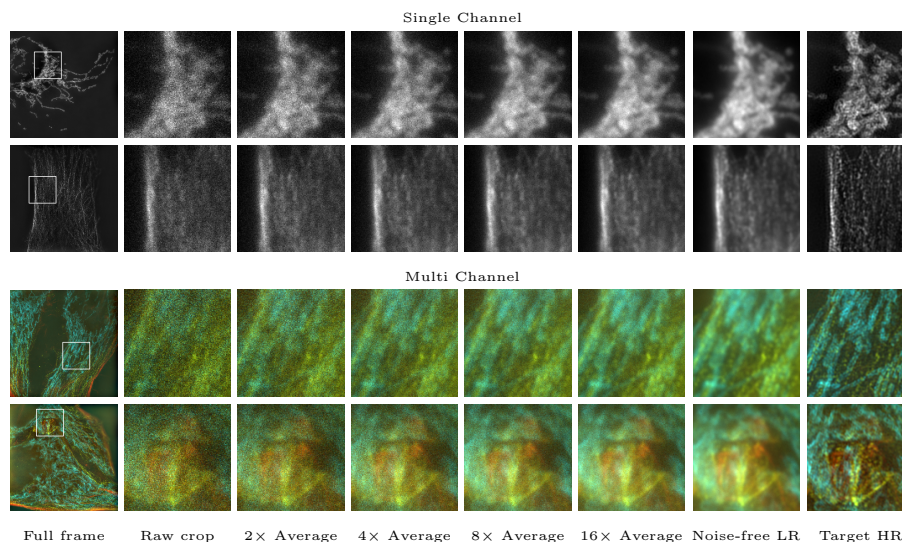 Single Channel
Multi Channel
Full frame Raw crop 2× Average 4× Average 8× Average 16× Average Noise-free LR Target HR